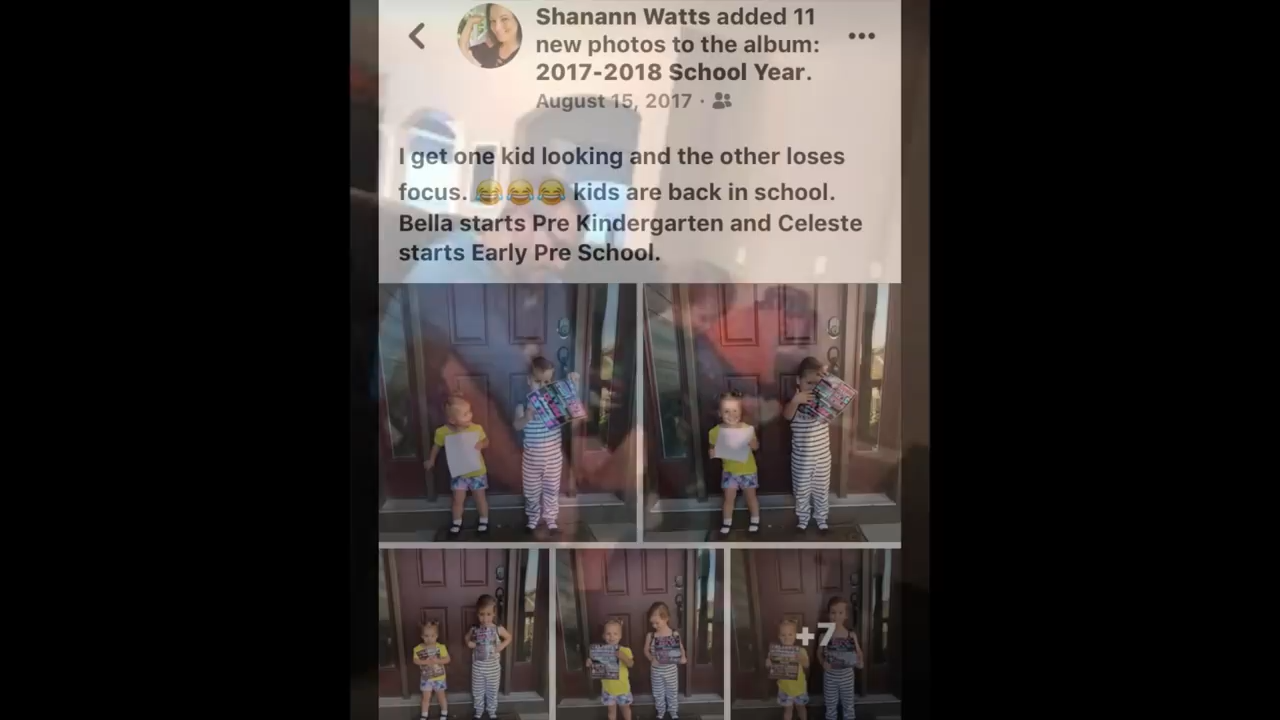 Shanann Watts added 11
new photos to the album:
2017-2018 School Year.
August 15, 2017 ·
I get one kid looking and the other loses
focus. 😂😂😂 kids are back in school.
Bella starts Pre Kindergarten and Celeste
starts Early Pre School.
+7